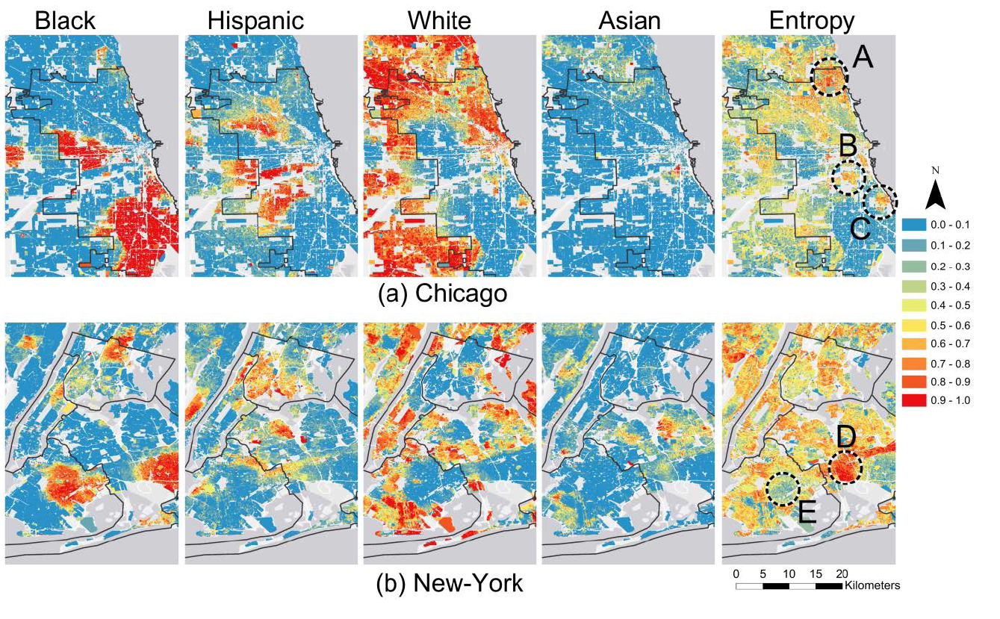 Black Hispanic White Asian Entropy
A
B
C
(a) Chicago
N
0.0 - 0.1
0.1 - 0.2
0.2 - 0.3
0.3 - 0.4
0.4 - 0.5
0.5 - 0.6
0.6 - 0.7
0.7 - 0.8
0.8 - 0.9
0.9 - 1.0
D
E
(b) New-York
0 5 10 15 20
Kilometers